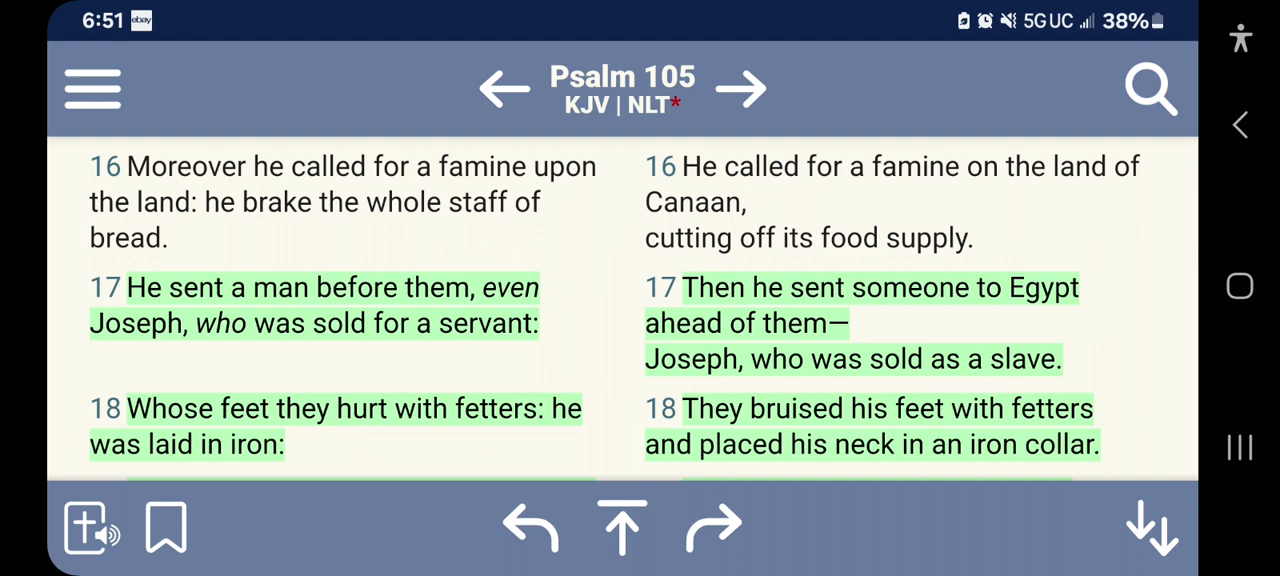 6:51 ebay 5G UC 38%
Psalm 105
KJV | NLT*
16 Moreover he called for a famine upon
the land: he brake the whole staff of
bread.
17 He sent a man before them, even
Joseph, who was sold for a servant:
18 Whose feet they hurt with fetters: he
was laid in iron:
16 He called for a famine on the land of
Canaan,
cutting off its food supply.
17 Then he sent someone to Egypt
ahead of them—
Joseph, who was sold as a slave.
18 They bruised his feet with fetters
and placed his neck in an iron collar.